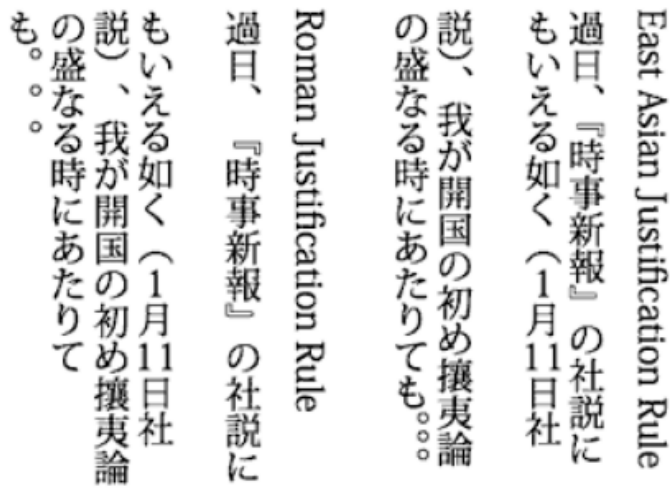 East Asian Justification Rule
過日、『時事新報』の社説に
もいえる如く（1月11日社
説）、我が開国の初め攘夷論
の盛なる時にあたりても。。。
Roman Justification Rule
過日、『時事新報』の社説に
もいえる如く（1月11日社
説）、我が開国の初め攘夷論
の盛なる時にあたりて
も。。。